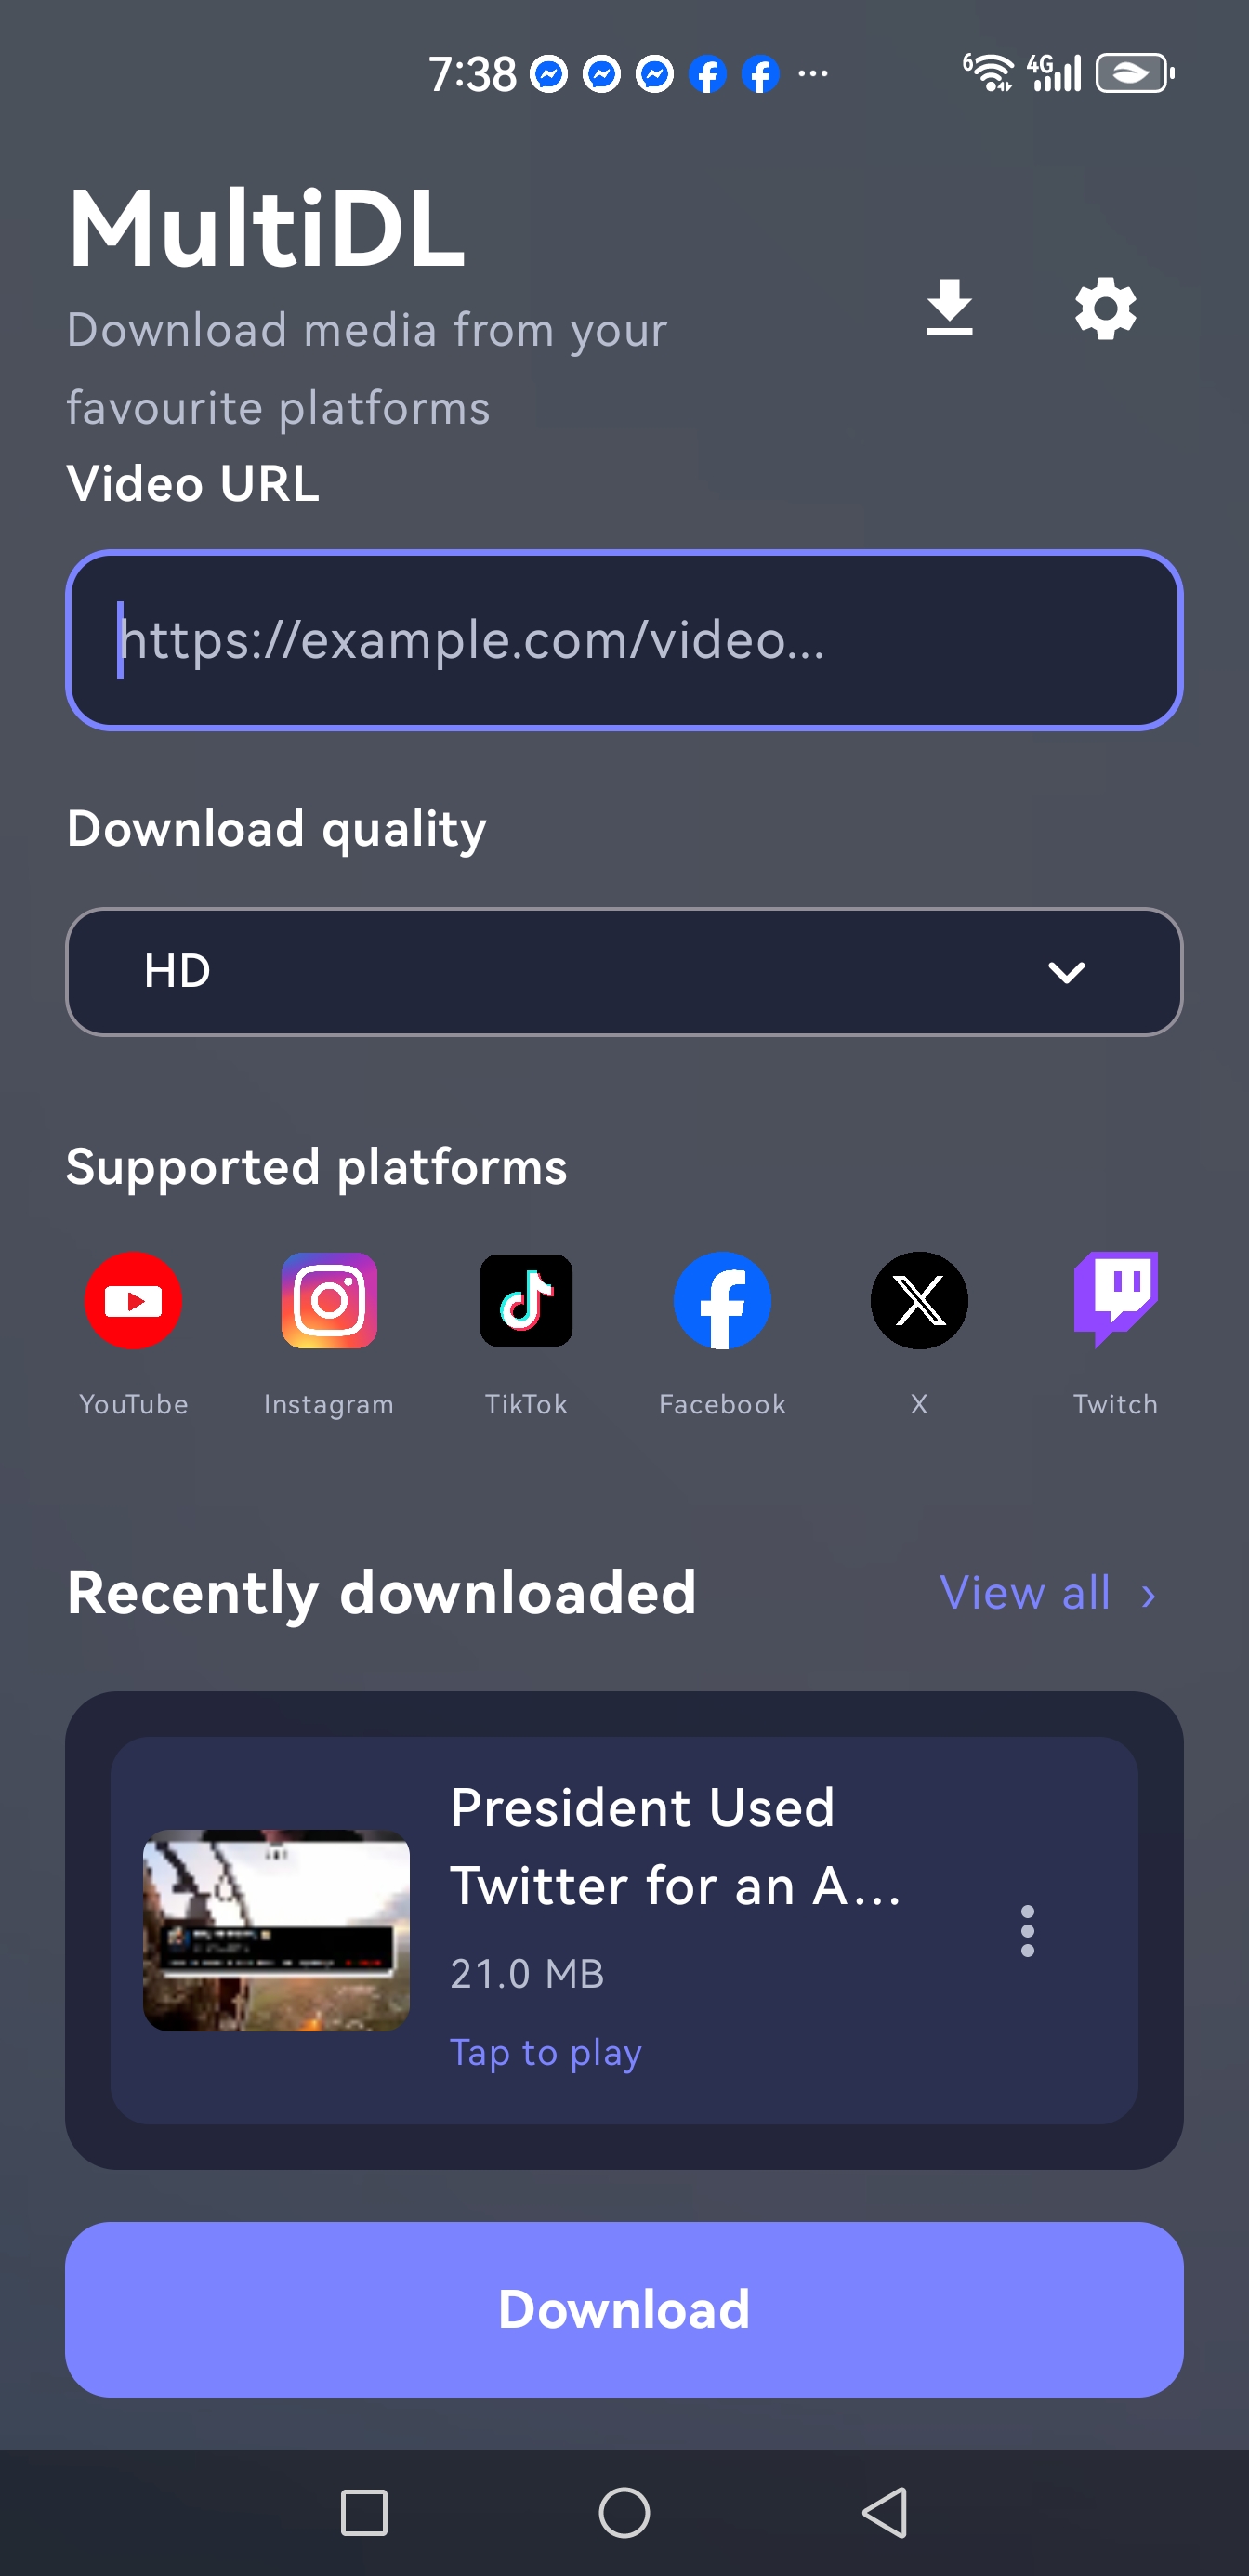 7:38
6
4G
MultiDL
Download media from your
favourite platforms
Video URL
https://example.com/video...
Download quality
HD
Supported platforms
YouTube
Instagram
TikTok
Facebook
X
Twitch
Recently downloaded
View all ›
President Used
Twitter for an A...
21.0 MB
Tap to play
Download